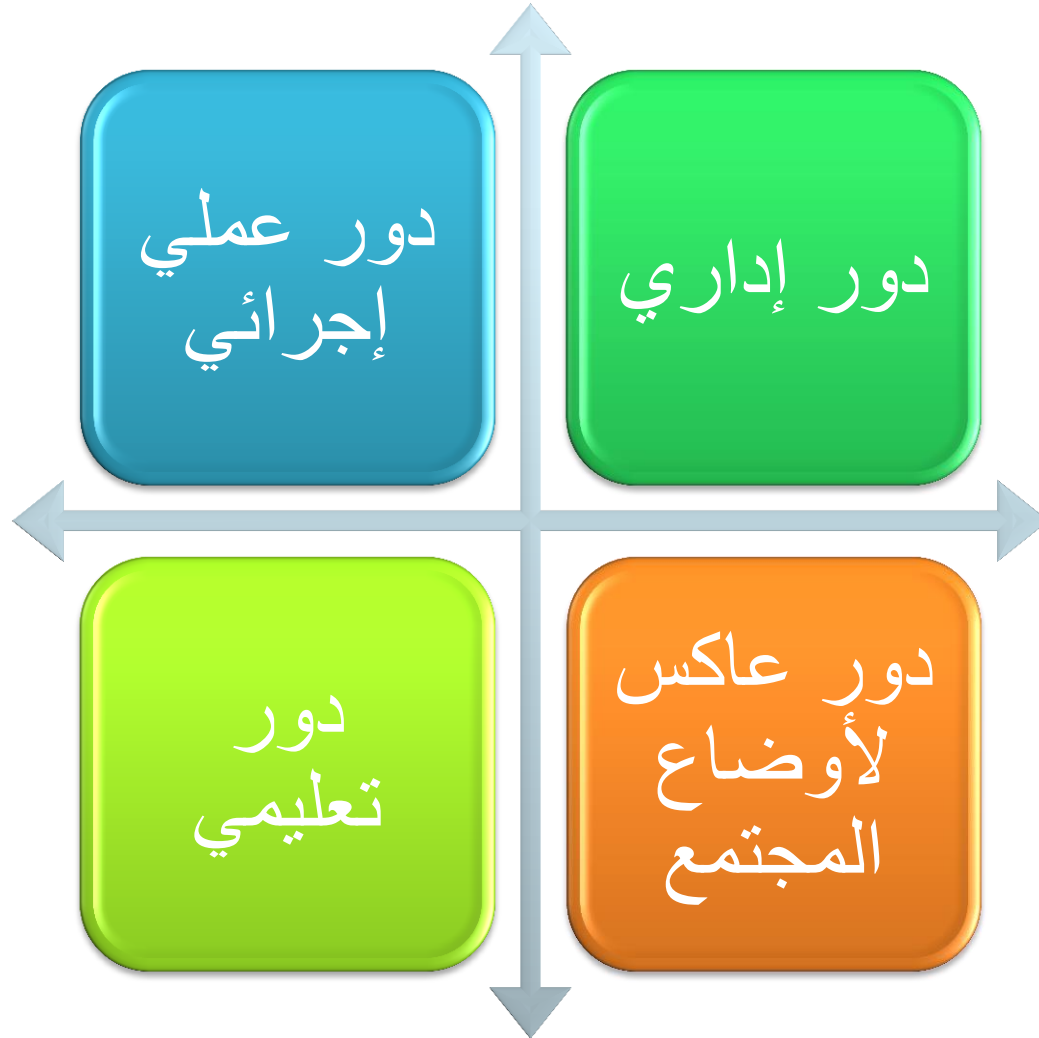 دور إداري
دور عملي
إجرائي
دور عاكس
لأوضاع
المجتمع
دور
تعليمي